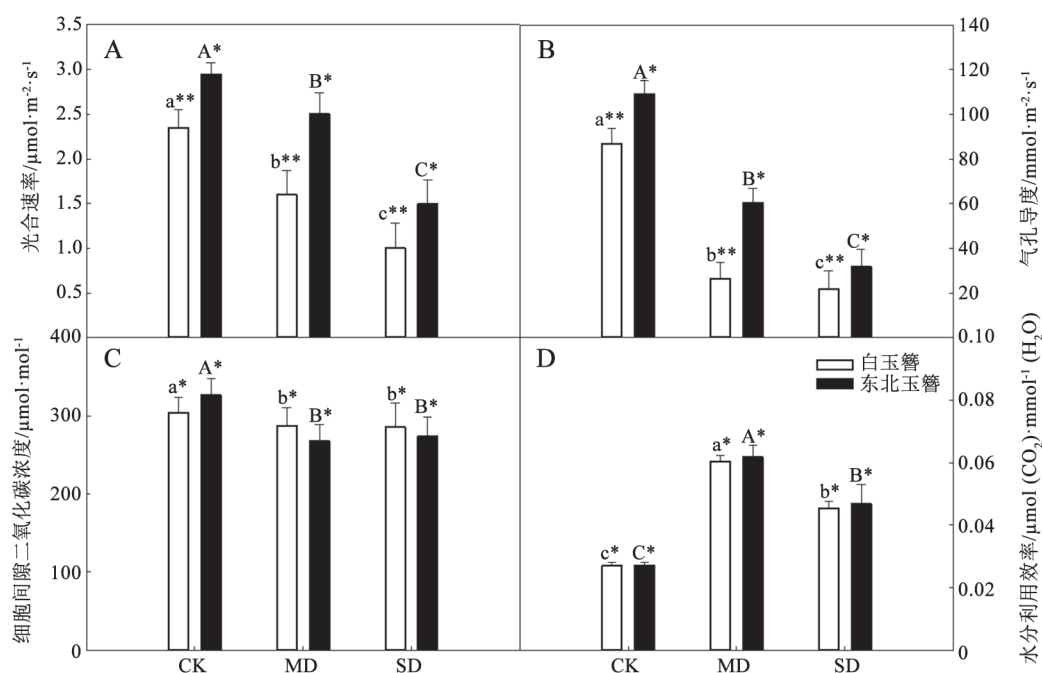 光合速率/μmol·m⁻²·s⁻¹
3.5
3.0
2.5
2.0
1.5
1.0
0.5
400
A
a**
A*
b**
B*
c**
C*
B
a**
A*
b**
B*
c**
C*
140
120
100
80
60
40
20
0.10
气孔导度/mmol·m⁻²·s⁻¹
细胞间隙二氧化碳浓度/μmol·mol⁻¹
300
200
100
0
C
a*
A*
b*
B*
b*
B*
CK
MD
SD
D
白玉簪
东北玉簪
c*
C*
a*
A*
b*
B*
CK
MD
SD
0.08
0.06
0.04
0.02
0
水分利用效率/μmol (CO₂)·mmol⁻¹ (H₂O)